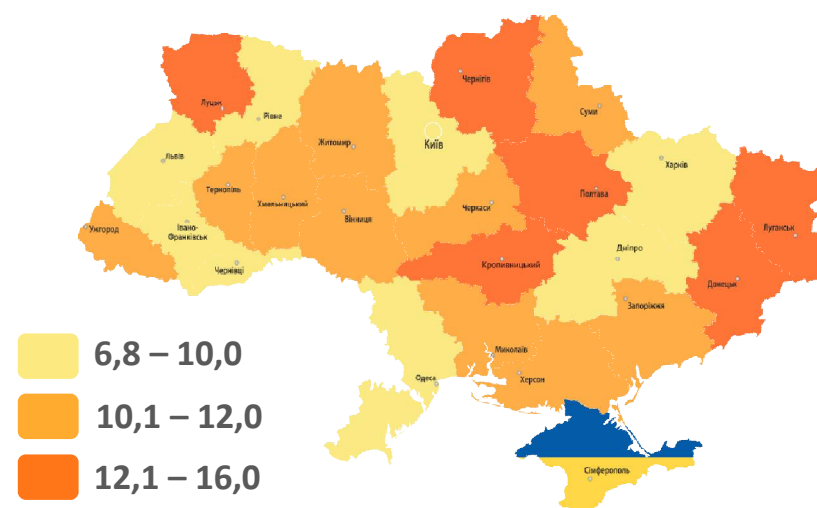 Чернігів
Луцьк
Рівне
Суми
Київ
Житомир
Львів
Харків
Тернопіль
Хмельницький
Полтава
Вінниця
Черкаси
Ужгород
Івано-
Франківськ
Луганськ
Дніпро
Чернівці
Кропивницький
Донецьк
Запоріжжя
Миколаїв
Херсон
Одеса
Сімферополь
6,8 – 10,0
10,1 – 12,0
12,1 – 16,0